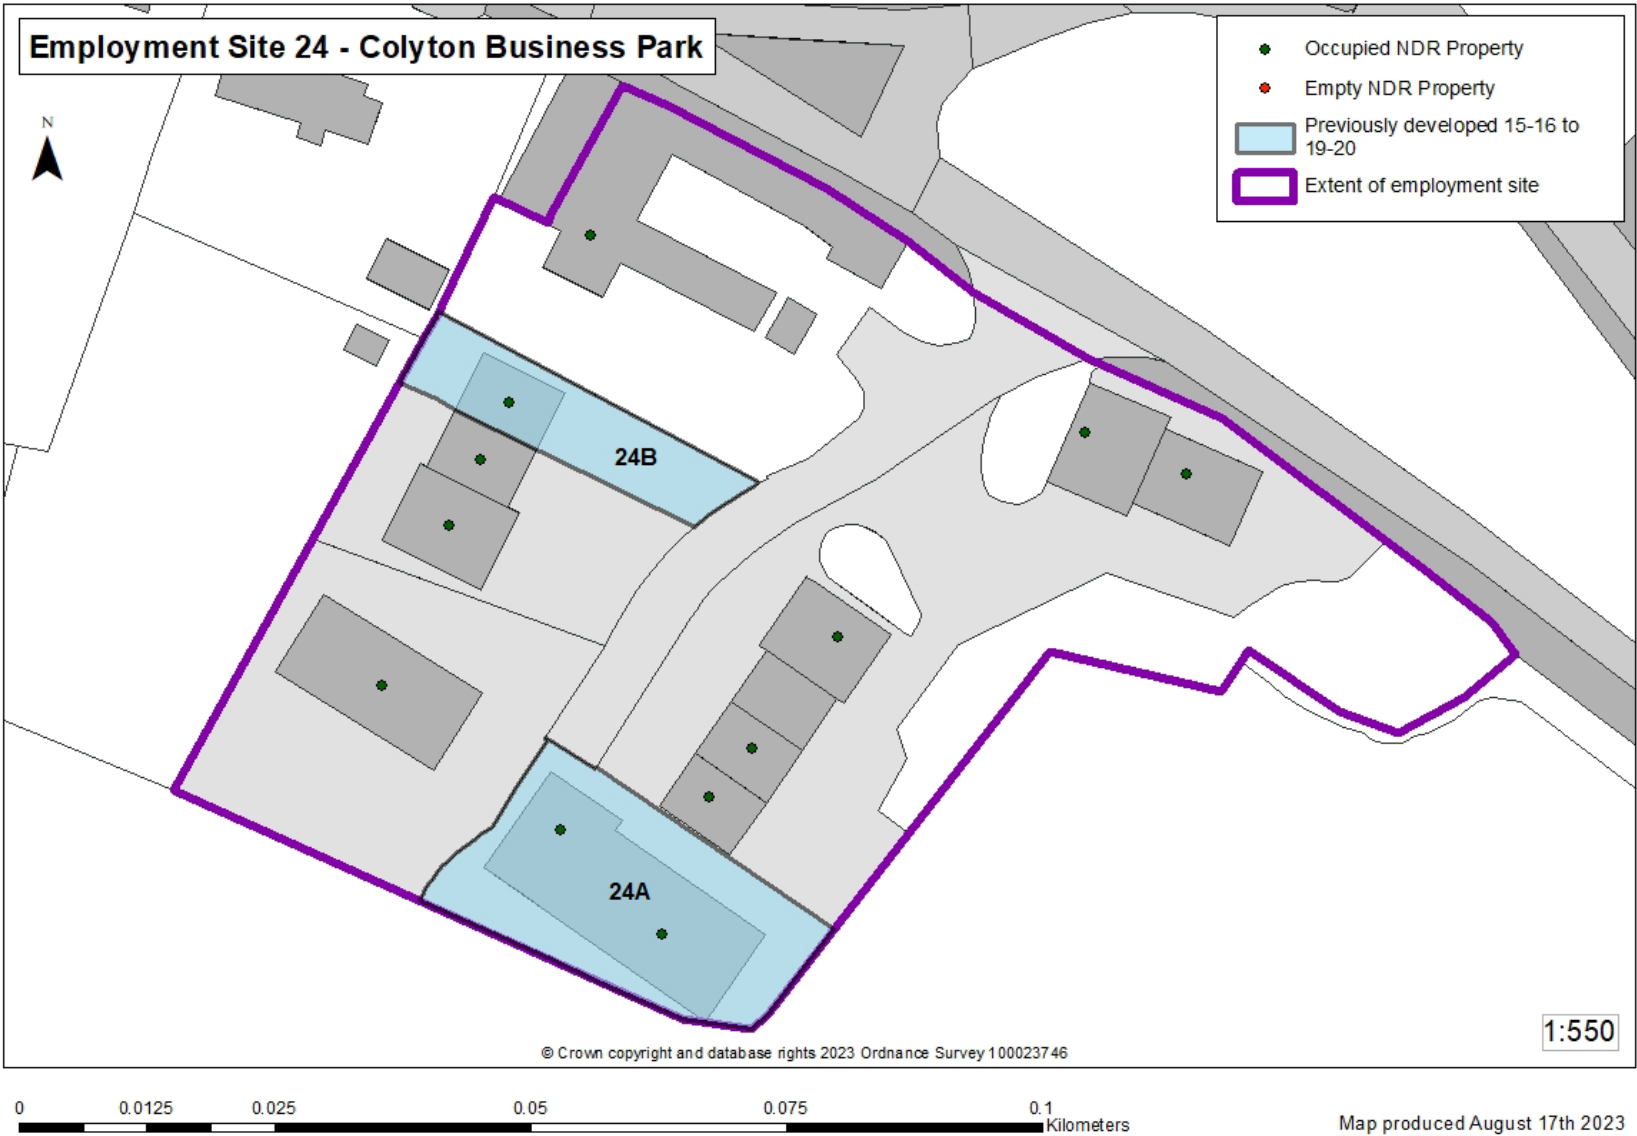 Employment Site 24 - Colyton Business Park
N
Occupied NDR Property
Empty NDR Property
Previously developed 15-16 to
19-20
Extent of employment site
24B
24A
1:550
© Crown copyright and database rights 2023 Ordnance Survey 100023746
0 0.0125 0.025 0.05 0.075 0.1
Kilometers
Map produced August 17th 2023